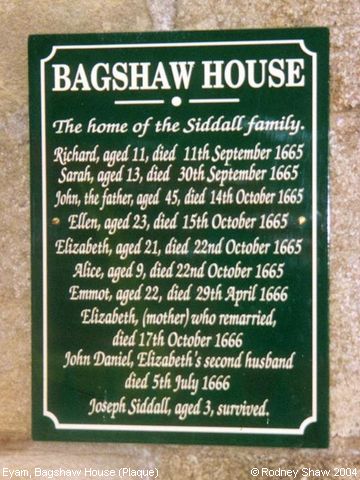 BAGSHAW HOUSE
The home of the Siddall family.
Richard, aged 11, died 11th September 1665
Sarah, aged 13, died 30th September 1665
John, the father, aged 45, died 14th October 1665
Ellen, aged 23, died 15th October 1665
Elizabeth, aged 21, died 22nd October 1665
Alice, aged 9, died 22nd October 1665
Emmot, aged 22, died 29th April 1666
Elizabeth, (mother) who remarried,
died 17th October 1666
John Daniel, Elizabeth's second husband
died 5th July 1666
Joseph Siddall, aged 3, survived.
Eyam, Bagshaw House (Plaque)
© Rodney Shaw 2004